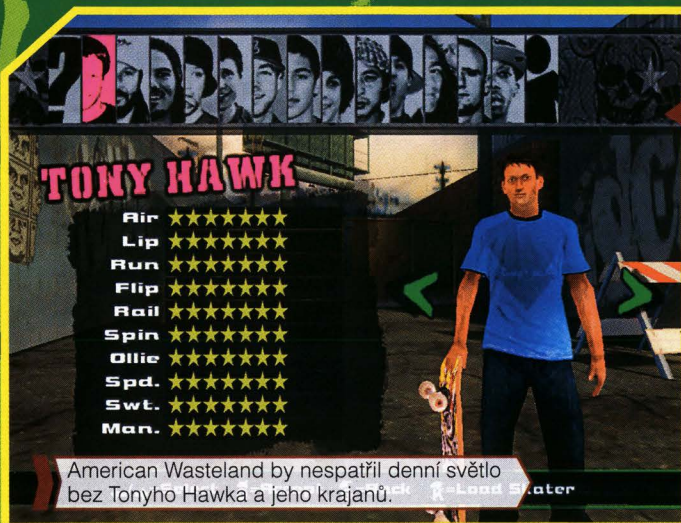 TONY HAWK
Air ★★★★★★★
Lip ★★★★★★★
Run ★★★★★★★
Flip ★★★★★★★
Rail ★★★★★★★
Spin ★★★★★★★
Ollie ★★★★★★★
Spd. ★★★★★★★
Swt. ★★★★★★★
Man. ★★★★★★★
American Wasteland by nespatřil denní světlo
bez Tonyho Hawka a jeho krajanů.
=Load Skater